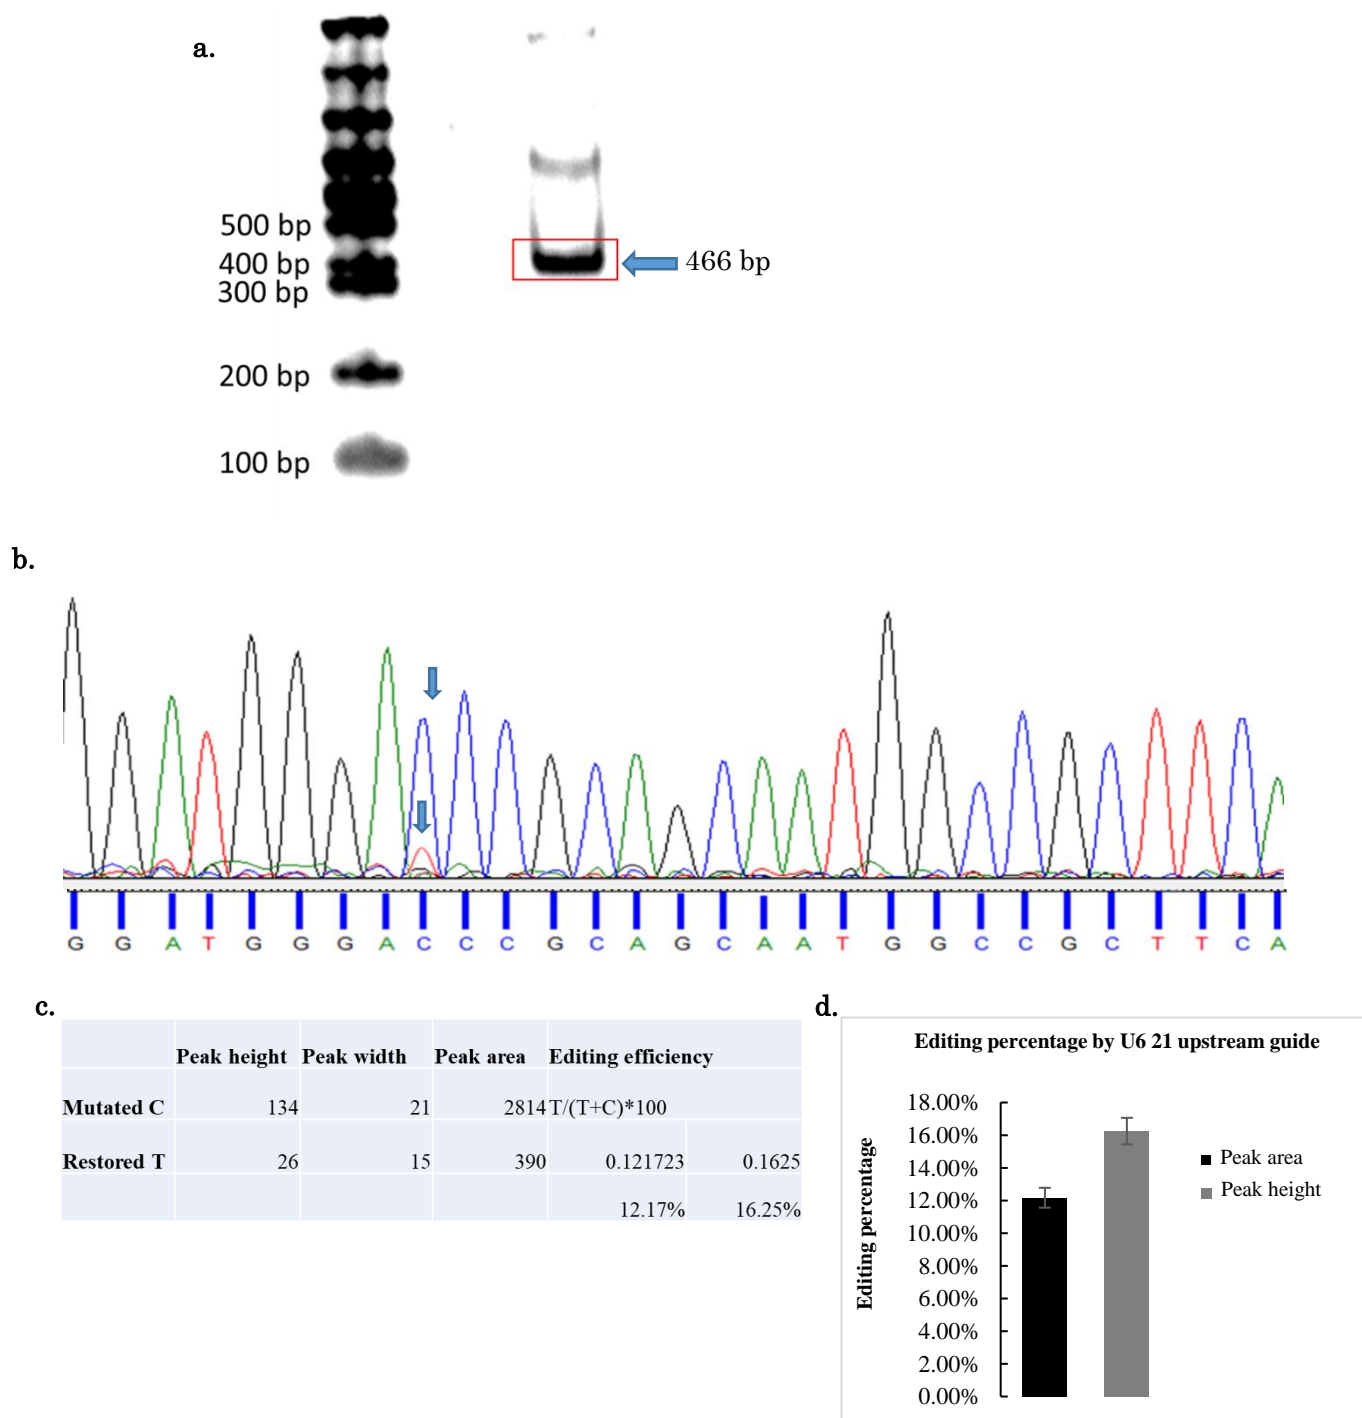 a.
500 bp
400 bp
300 bp
200 bp
100 bp
466 bp
b.
G G A T G G G A C C C G C A G C A A T G G C C G C T T C A
c.
Peak height Peak width Peak area Editing efficiency
Mutated C 134 21 2814 T/(T+C)*100
Restored T 26 15 390 0.121723 0.1625
12.17% 16.25%
d.
Editing percentage by U6 21 upstream guide
Editing percentage
18.00%
16.00%
14.00%
12.00%
10.00%
8.00%
6.00%
4.00%
2.00%
0.00%
Peak area
Peak height